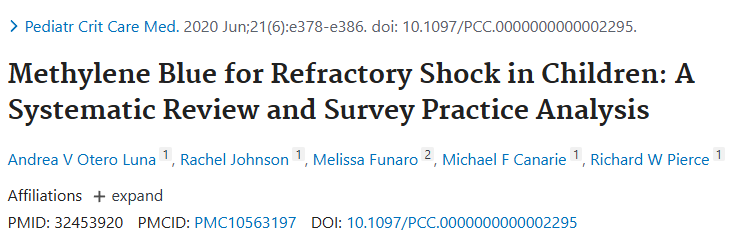 > Pediatr Crit Care Med. 2020 Jun;21(6):e378-e386. doi: 10.1097/PCC.0000000000002295.
Methylene Blue for Refractory Shock in Children: A
Systematic Review and Survey Practice Analysis
Andrea V Otero Luna 1, Rachel Johnson 1, Melissa Funaro 2, Michael F Canarie 1, Richard W Pierce 1
Affiliations + expand
PMID: 32453920 PMCID: PMC10563197 DOI: 10.1097/PCC.0000000000002295